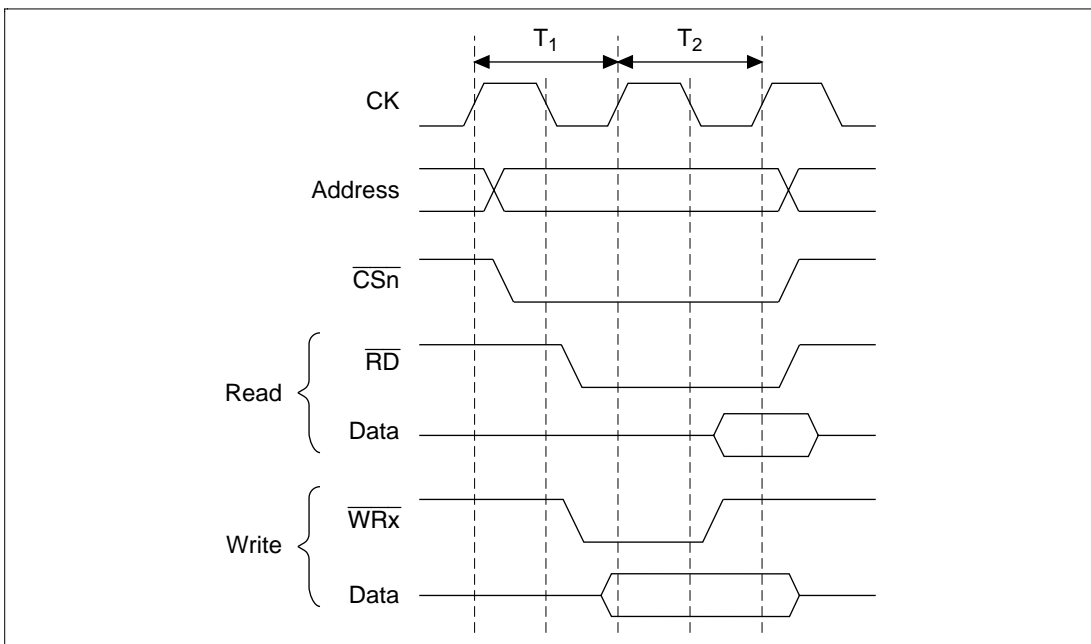 T1 T2
CK
Address
CSn
RD
Read
Data
WRx
Write
Data